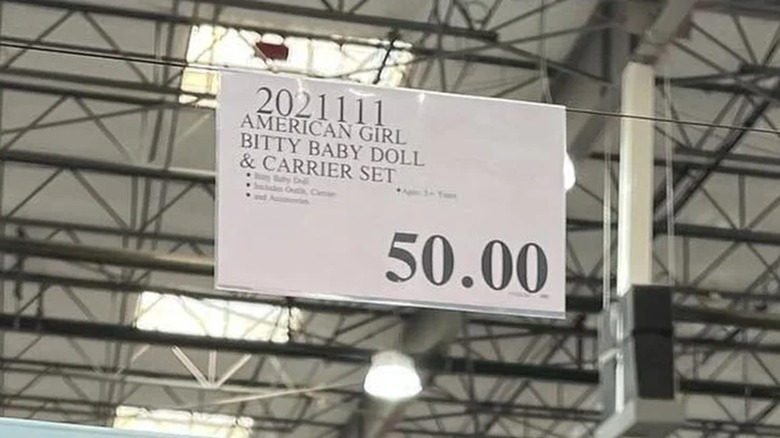 2021111
AMERICAN GIRL
BITTY BABY DOLL
& CARRIER SET
• Bitty Baby Doll
• Includes Outfit, Carrier
• and Accessories
• Ages: 3+ Years
50.00